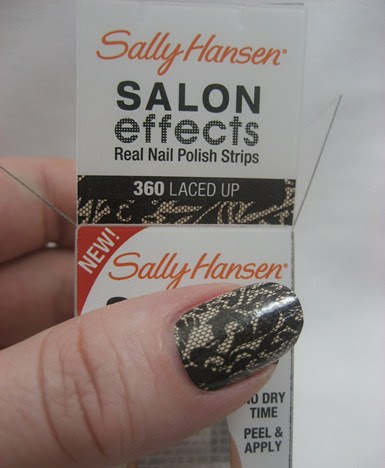 Sally Hansen
SALON
effects
Real Nail Polish Strips
360 LACED UP
NEW!
Sally Hansen
DRY
TIME
PEEL &
APPLY